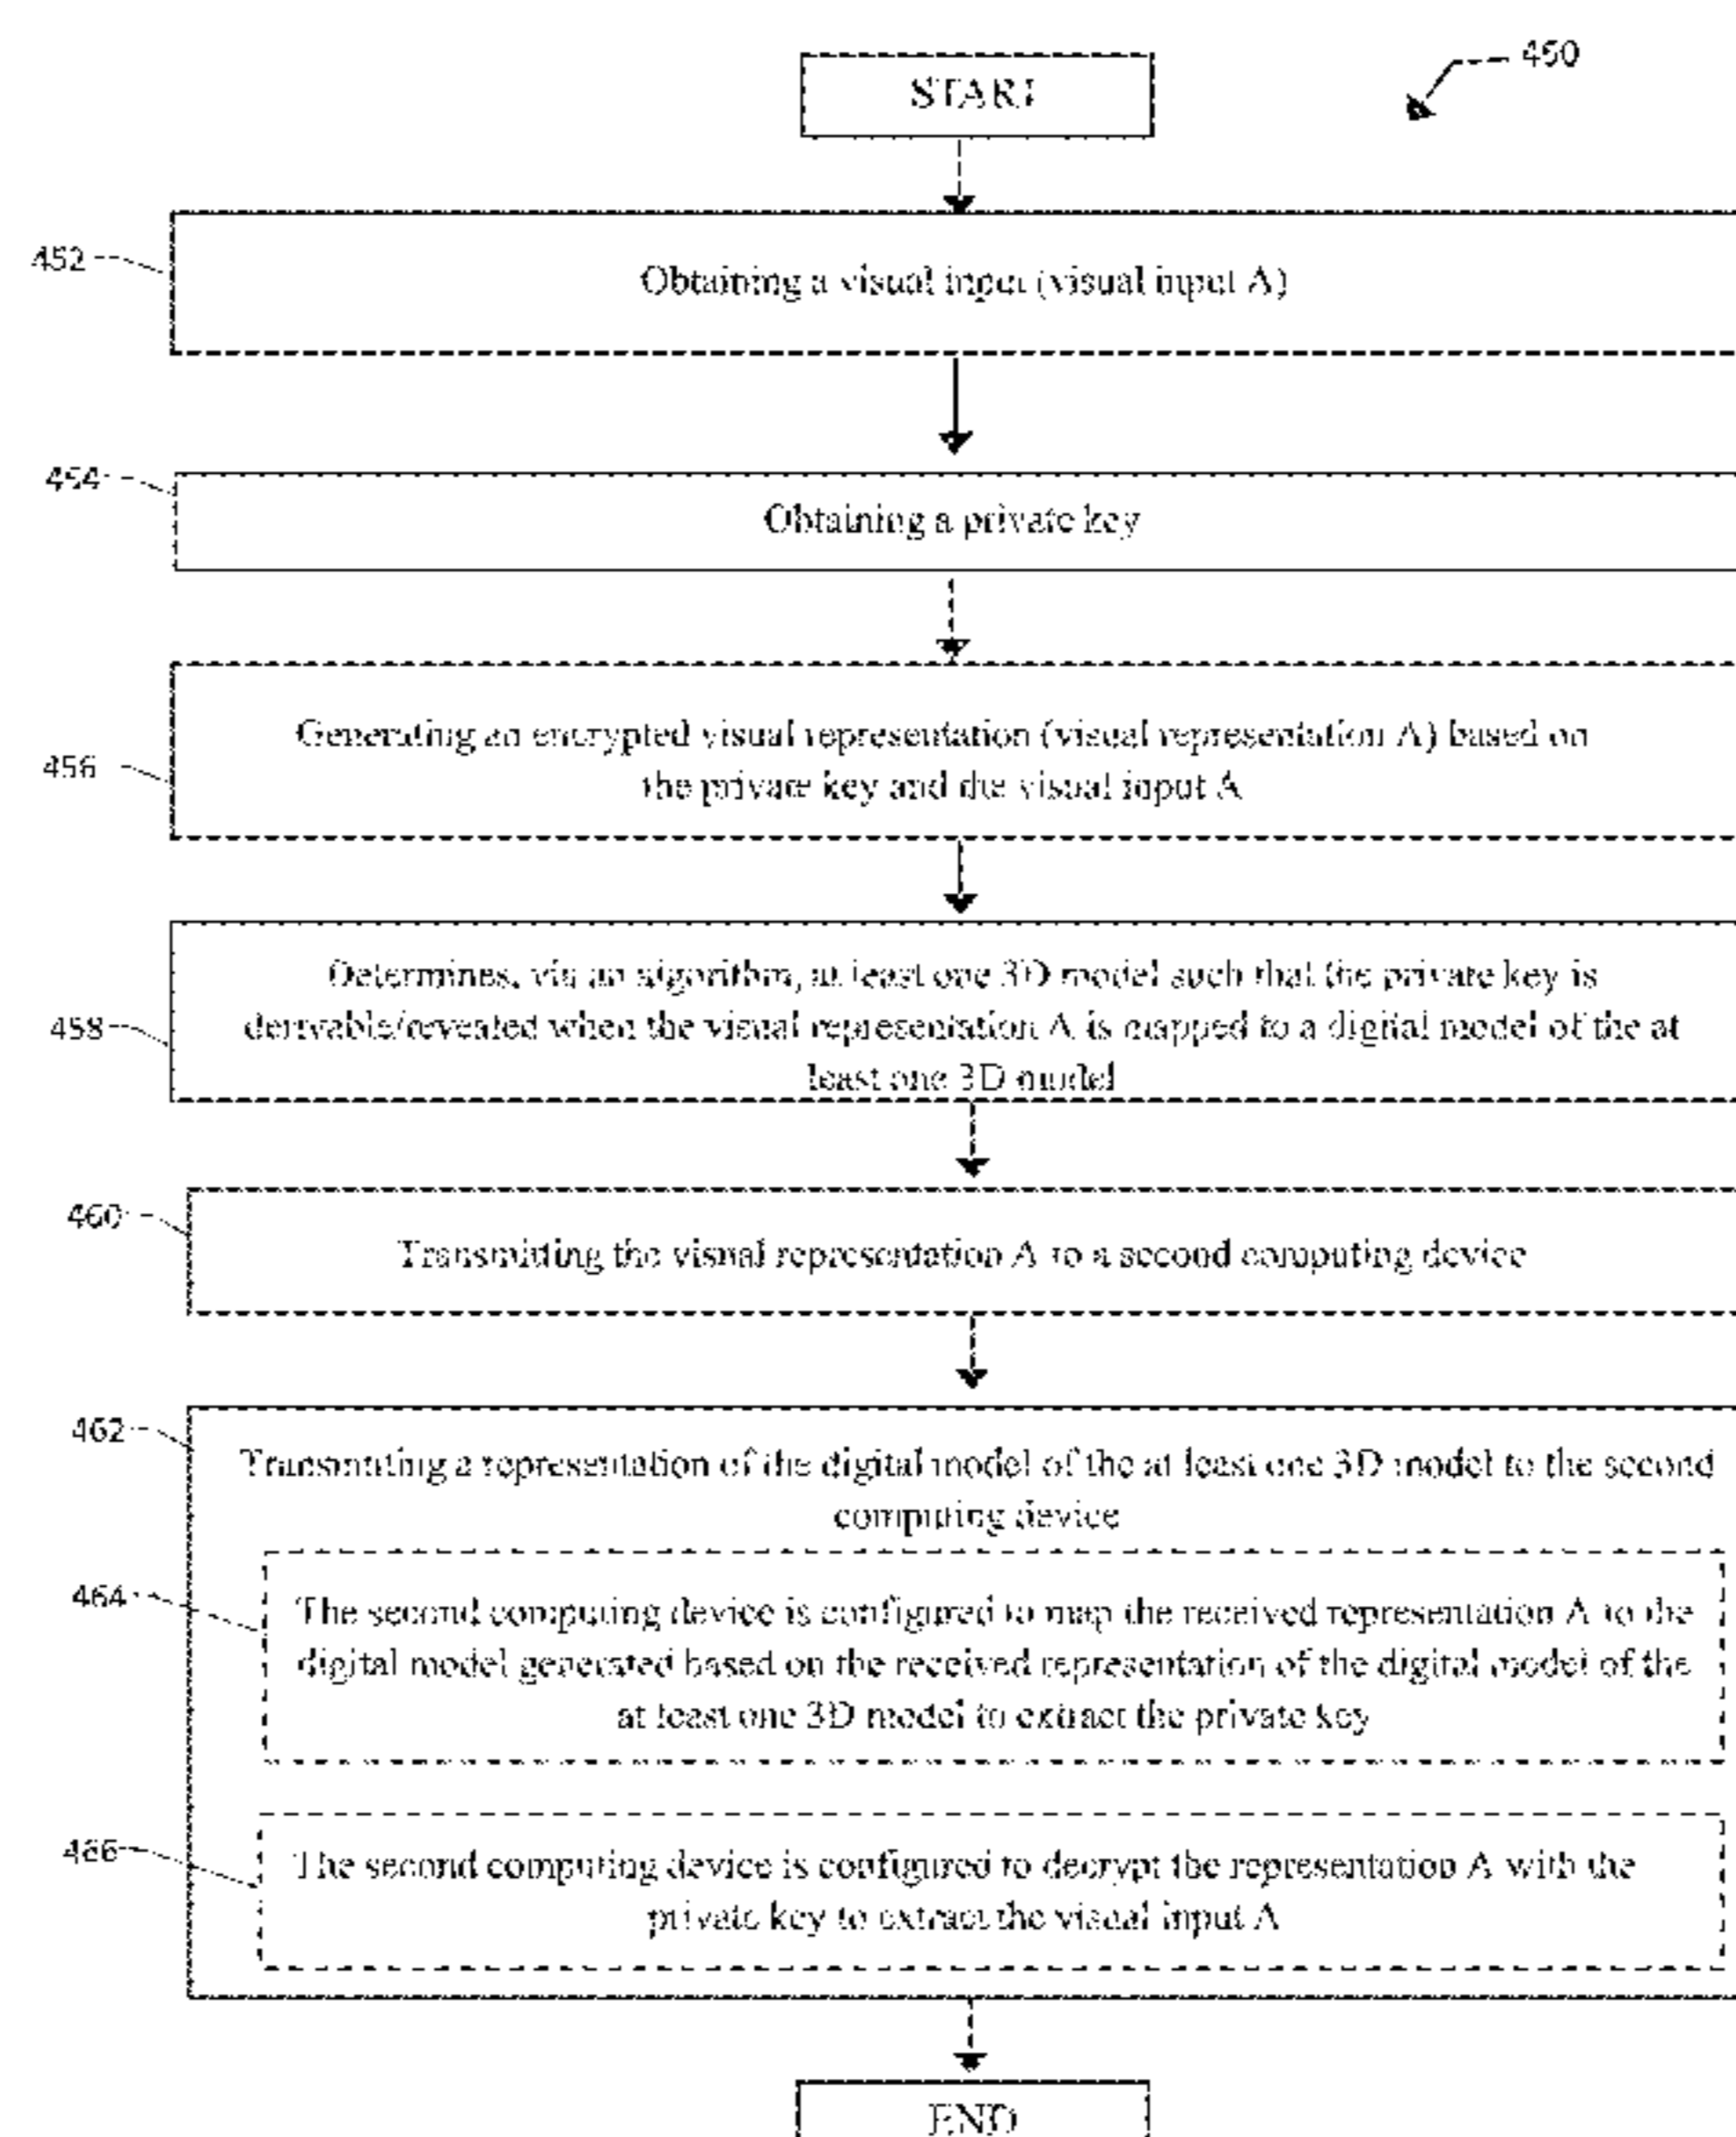 START
450
452
Obtaining a visual input (visual input A)
454
Obtaining a private key
456
Generating an encrypted visual representation (visual representation A) based on
the private key and the visual input A
458
Determines, via an algorithm, at least one 3D model such that the private key is
derivable/revealed when the visual representation A is mapped to a digital model of the at
least one 3D model
460
Transmitting the visual representation A to a second computing device
462
Transmitting a representation of the digital model of the at least one 3D model to the second
computing device
464
The second computing device is configured to map the received representation A to the
digital model generated based on the received representation of the digital model of the
at least one 3D model to extract the private key
466
The second computing device is configured to decrypt the representation A with the
private key to extract the visual input A
END